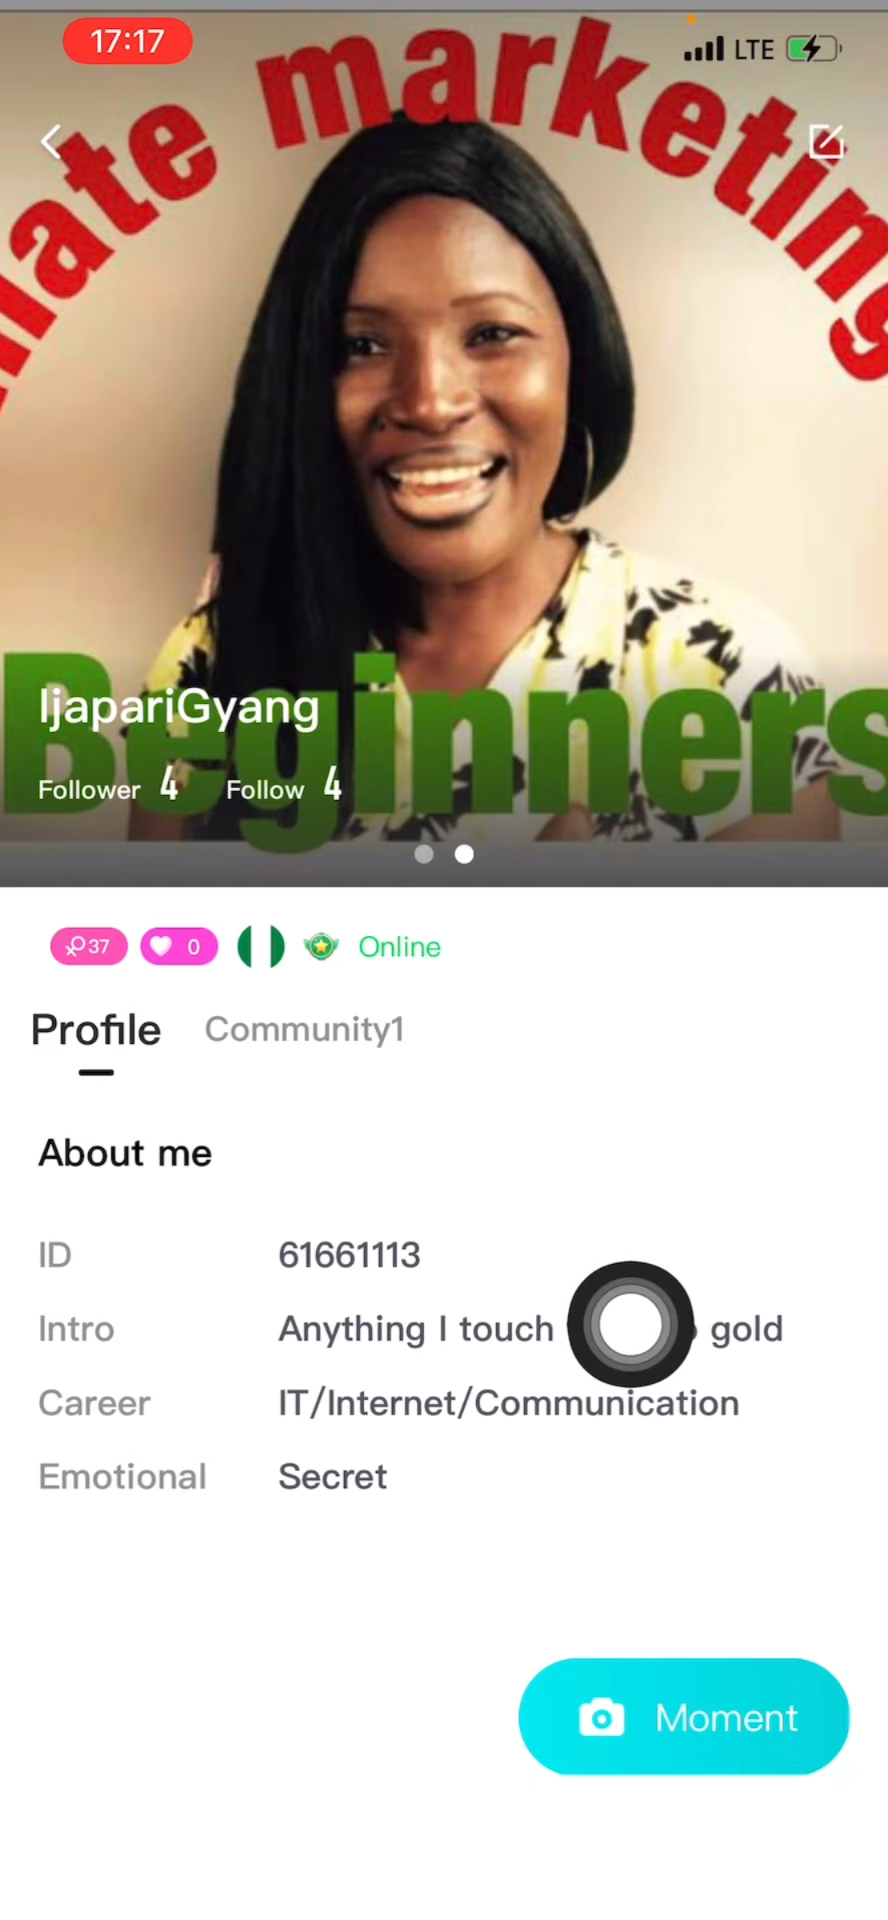 17:17
LTE
iate marketing
Beginners
IjapariGyang
Follower 4 Follow 4
37 0 Online
Profile Community1
About me
ID 61661113
Intro Anything I touch gold
Career IT/Internet/Communication
Emotional Secret
Moment